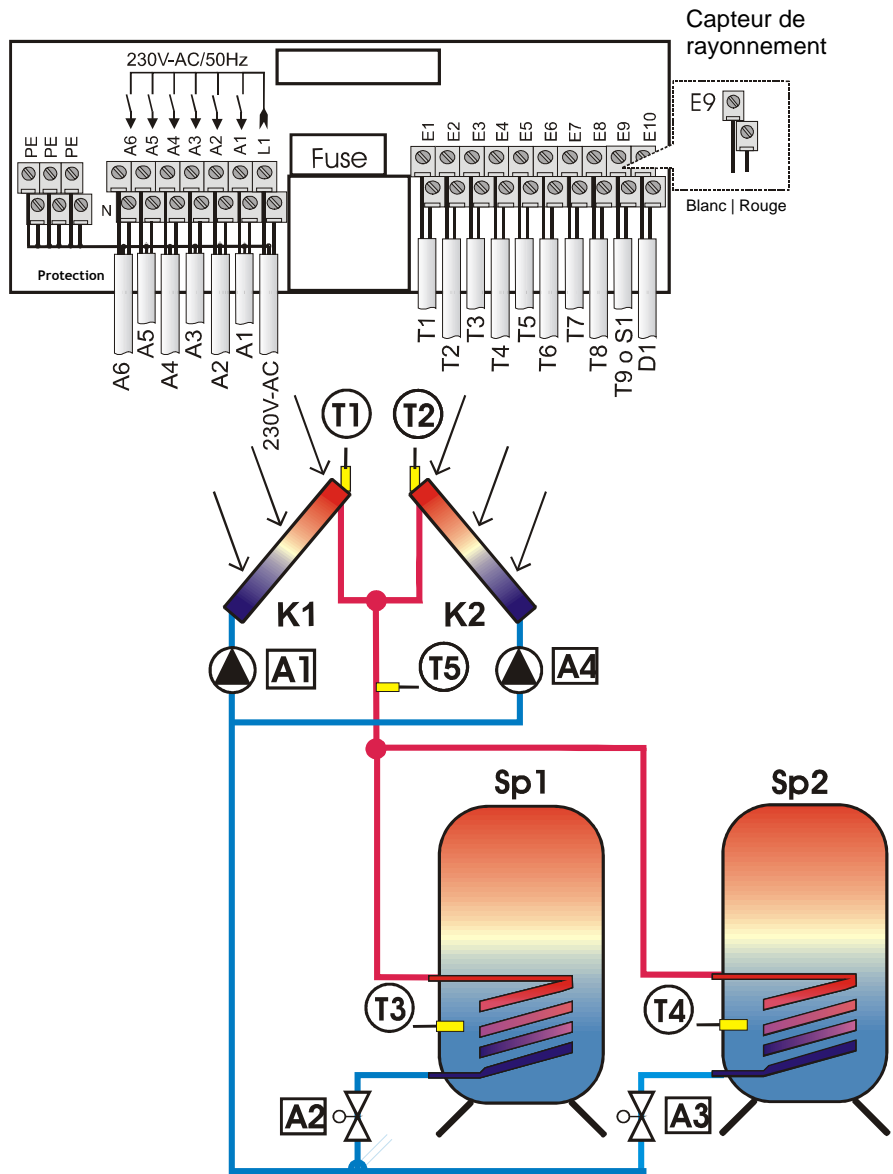 Capteur de
rayonnement
230V-AC/50Hz
A6 A5 A4 A3 A2 A1 L1
PE PE PE
Fuse
E1 E2 E3 E4 E5 E6 E7 E8 E9 E10
E9
N
Blanc | Rouge
Protection
A6 A5 A4 A3 A2 A1 230V-AC
T1 T2 T3 T4 T5 T6 T7 T8 T9 o S1 D1
T1 T2
K1 K2
A1 T5 A4
Sp1 Sp2
T3 T4
A2 A3